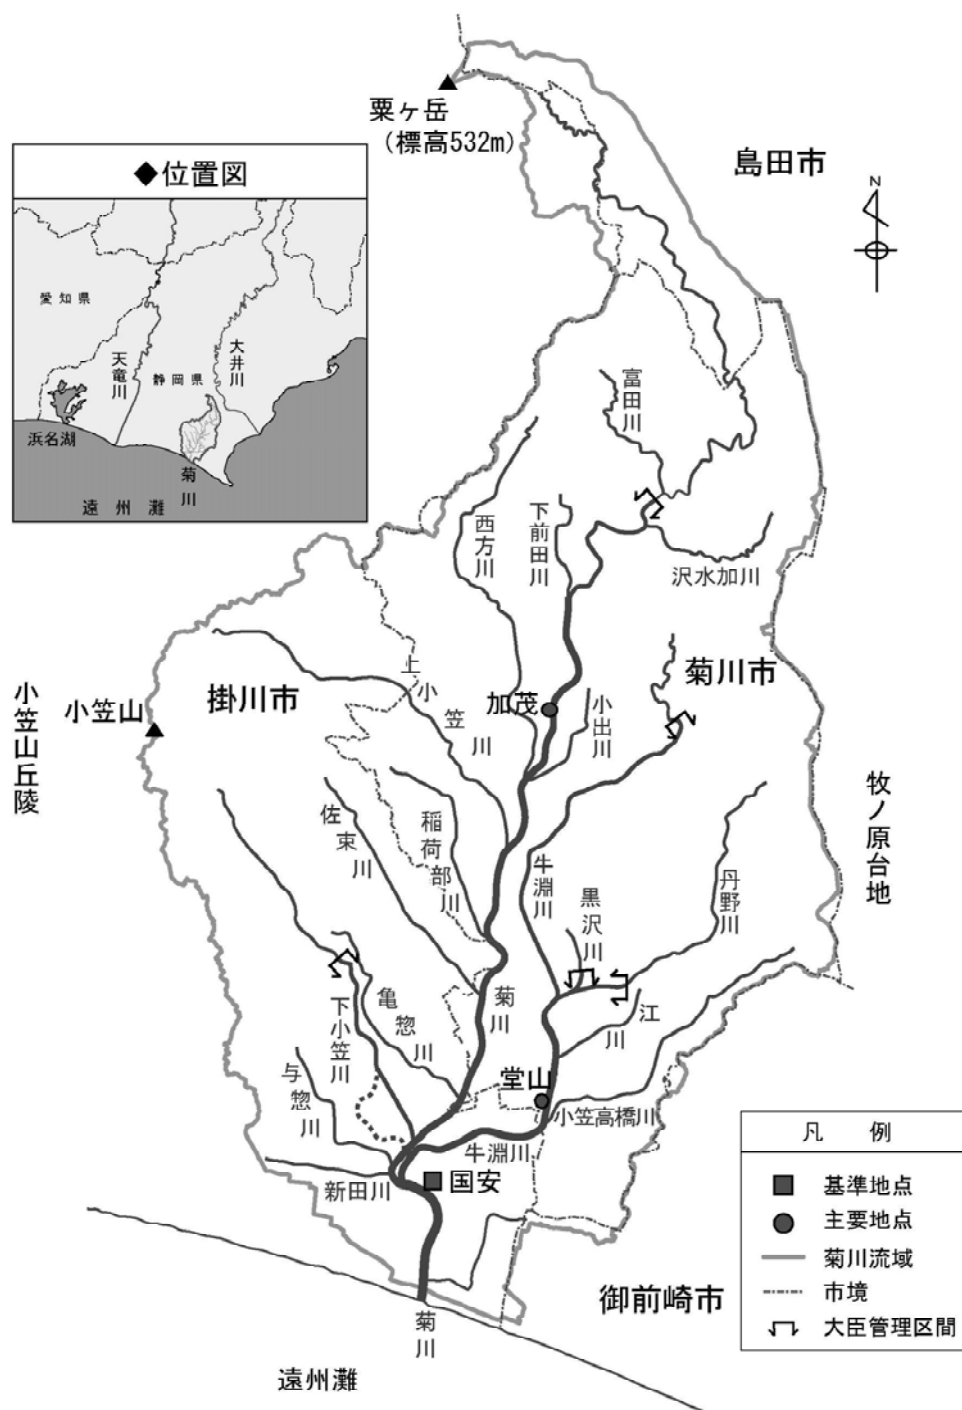 粟ヶ岳
（標高532m）
島田市
N
◆位置図
愛知県
天竜川
静岡県
大井川
浜名湖
菊川
遠州灘
富田川
西方川
下前田川
沢水加川
菊川市
小笠山丘陵
小笠山
掛川市
上小笠川
加茂
小出川
牧ノ原台地
佐束川
稲荷部川
牛淵川
黒沢川
丹野川
下小笠川
亀惣川
菊川
江川
与惣川
堂山
小笠高橋川
牛淵川
新田川
国安
御前崎市
菊川
遠州灘
凡例
基準地点
主要地点
菊川流域
市境
大臣管理区間